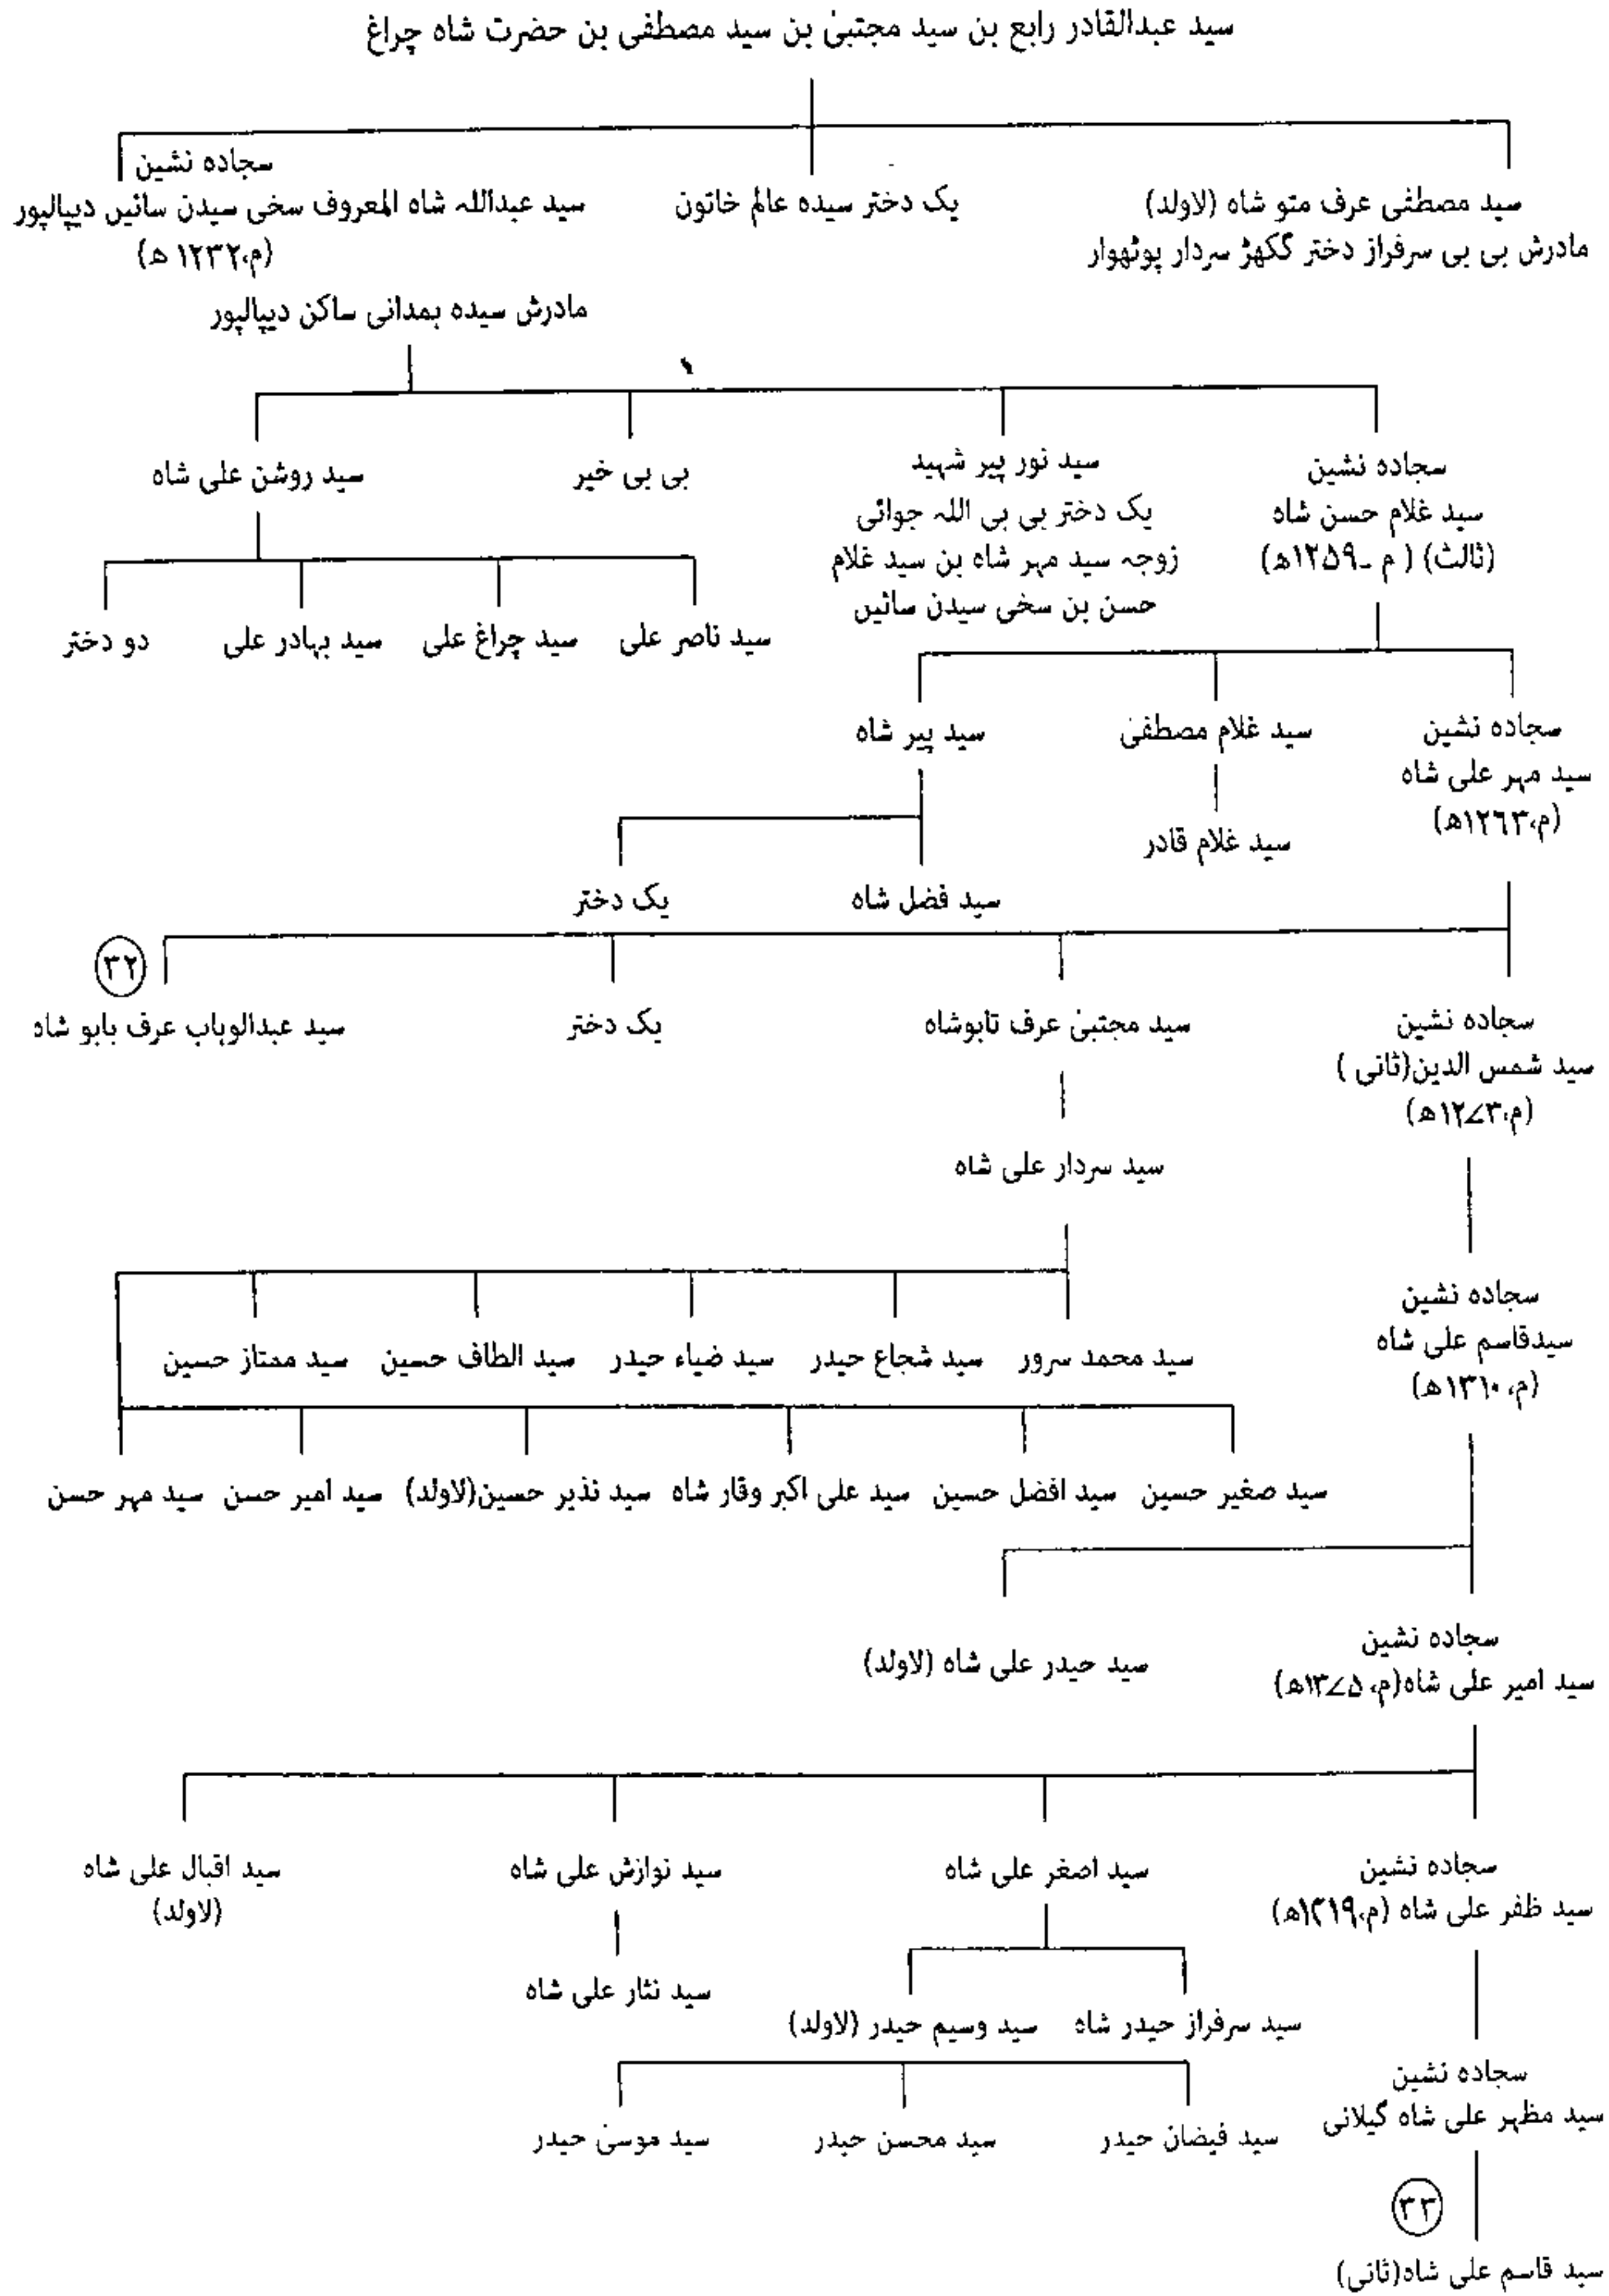 سید عبدالقادر رابع بن سید مجتبیٰ بن سید مصطفی بن حضرت شاہ چراغ
سید مصطفی عرف متو شاہ (لاولد)
مادرش بی بی سرفراز دختر گکھڑ سردار پوٹھوار
یک دختر سیدہ عالم خاتون
سجادہ نشین
سید عبداللہ شاہ المعروف سخی سیدن سائیں دیپالپور
(م،۱۲۳۲ ھ)
مادرش سیدہ ہمدانی ساکن دیپالپور
سجادہ نشین
سید غلام حسن شاہ
(ثالث) ( م ۔۱۲۵۹ھ)
سید نور پیر شہید
یک دختر بی بی اللہ جوائی
زوجہ سید مہر شاہ بن سید غلام
حسن بن سخی سیدن سائیں
بی بی خیر
سید روشن علی شاہ
سید ناصر علی
سید چراغ علی
سید بہادر علی
دو دختر
سجادہ نشین
سید مہر علی شاہ
(م،۱۲٦۳ھ)
سید غلام مصطفیٰ
سید پیر شاہ
سید غلام قادر
سید فضل شاہ
یک دختر
سجادہ نشین
سید شمس الدین(ثانی )
(م،۱۲۷۳ھ)
سید مجتبیٰ عرف تابوشاہ
یک دختر
۳۲
سید عبدالوہاب عرف بابو شاہ
سید سردار علی شاہ
سجادہ نشین
سیدقاسم علی شاہ
(م، ۱۳۱۰ھ)
سید محمد سرور
سید شجاع حیدر
سید ضیاء حیدر
سید الطاف حسین
سید ممتاز حسین
سید صغیر حسین
سید افضل حسین
سید علی اکبر وقار شاہ
سید نذیر حسین(لاولد)
سید امیر حسن
سید مہر حسن
سجادہ نشین
سید امیر علی شاہ(م، ۱۳۷۵ھ)
سید حیدر علی شاہ (لاولد)
سجادہ نشین
سید ظفر علی شاہ
سید اصغر علی شاہ
سید نوازش علی شاہ
سید اقبال علی شاہ
(لاولد)
سید نثار علی شاہ
سید سرفراز حیدر شاہ
سید وسیم حیدر (لاولد)
سجادہ نشین
سید مظہر علی شاہ گیلانی
سید فیضان حیدر
سید محسن حیدر
سید موسیٰ حیدر
۳۳
سید قاسم علی شاہ(ثانی)